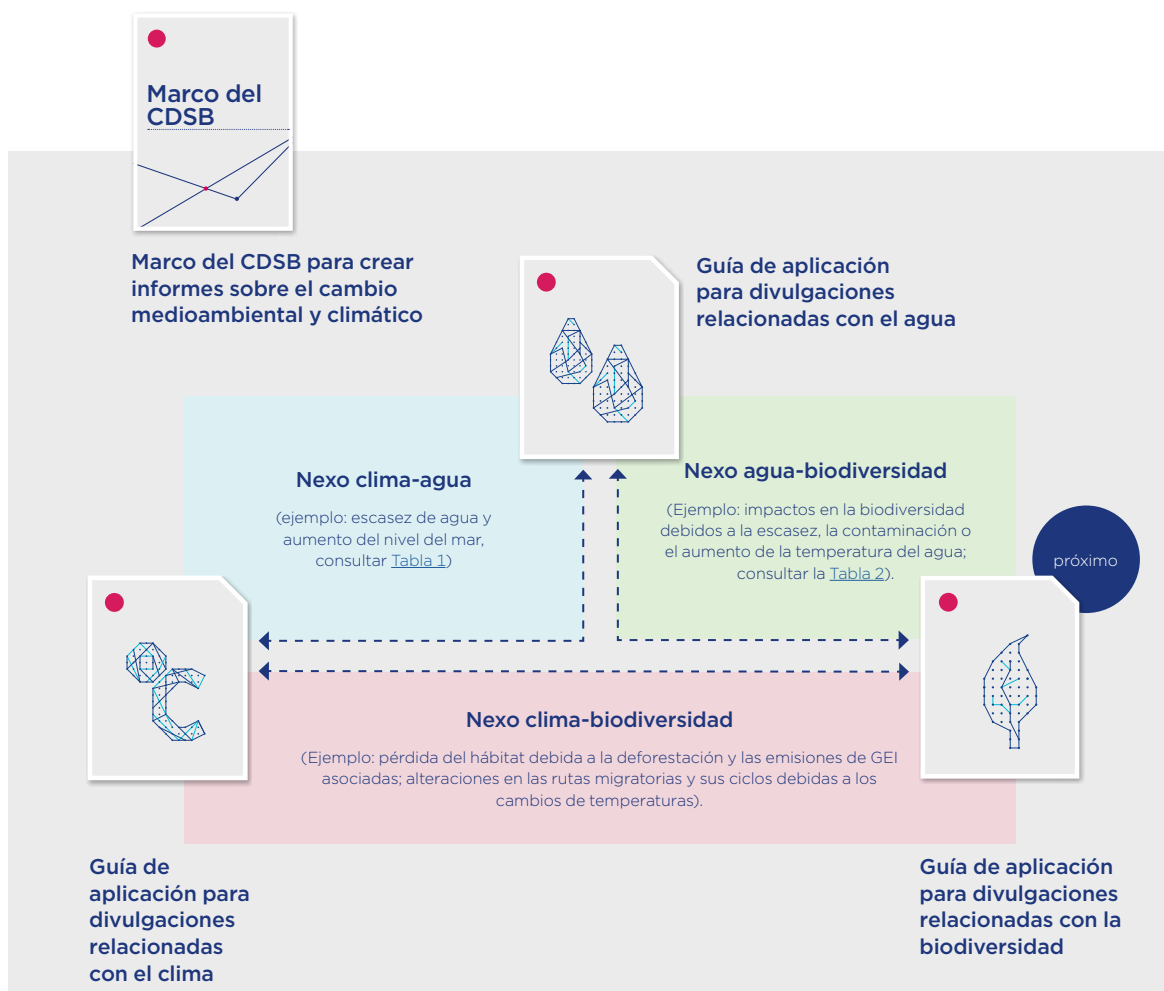 Marco del
CDSB
Marco del CDSB para crear
informes sobre el cambio
medioambiental y climático
Guía de aplicación
para divulgaciones
relacionadas con el agua
Nexo clima-agua
(ejemplo: escasez de agua y
aumento del nivel del mar,
consultar Tabla 1)
Nexo agua-biodiversidad
(Ejemplo: impactos en la biodiversidad
debidos a la escasez, la contaminación o
el aumento de la temperatura del agua;
consultar la Tabla 2).
próximo
Nexo clima-biodiversidad
(Ejemplo: pérdida del hábitat debida a la deforestación y las emisiones de GEI
asociadas; alteraciones en las rutas migratorias y sus ciclos debidas a los
cambios de temperaturas).
Guía de
aplicación para
divulgaciones
relacionadas
con el clima
Guía de aplicación
para divulgaciones
relacionadas con la
biodiversidad